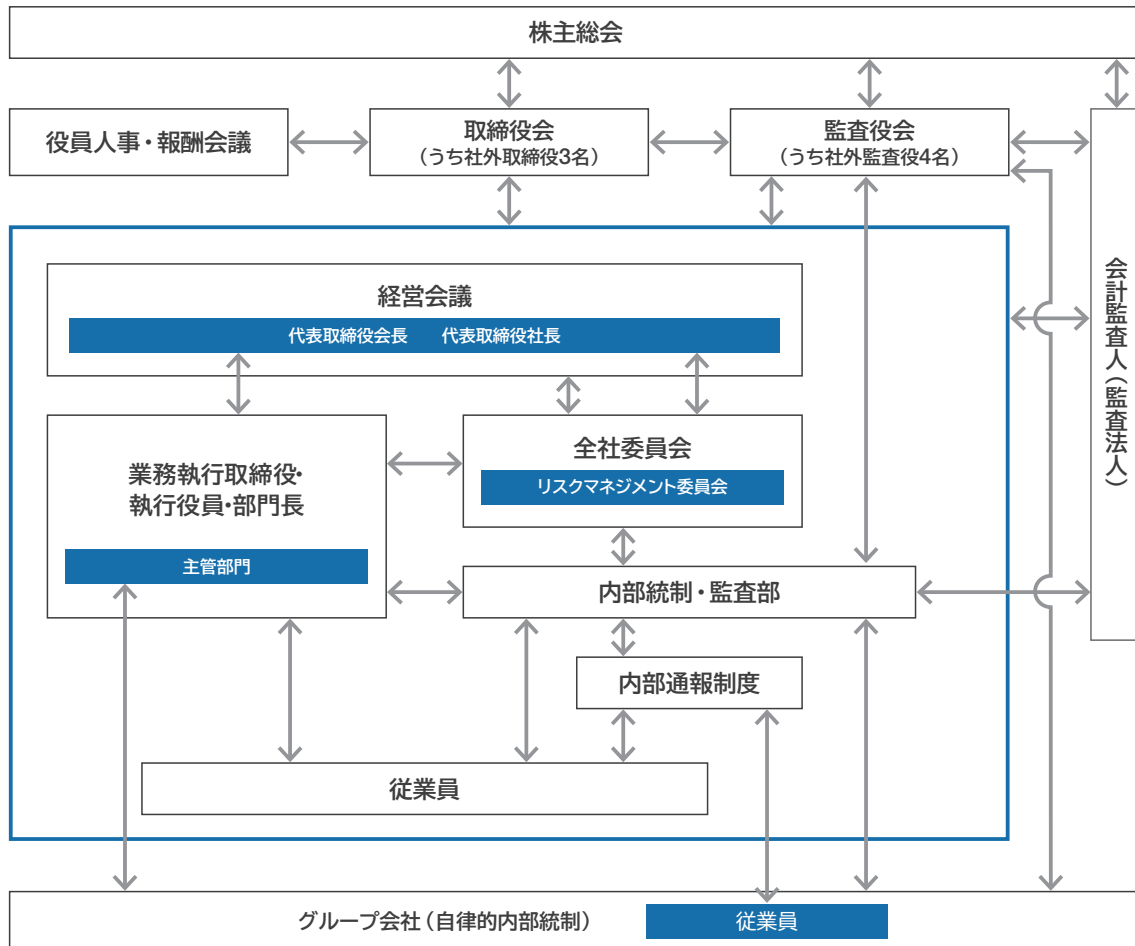 株主総会
役員人事・報酬会議
取締役会
（うち社外取締役3名）
監査役会
（うち社外監査役4名）
会計監査人（監査法人）
経営会議
代表取締役会長　代表取締役社長
業務執行取締役・
執行役員・部門長
主管部門
全社委員会
リスクマネジメント委員会
内部統制・監査部
内部通報制度
従業員
グループ会社（自律的内部統制）
従業員